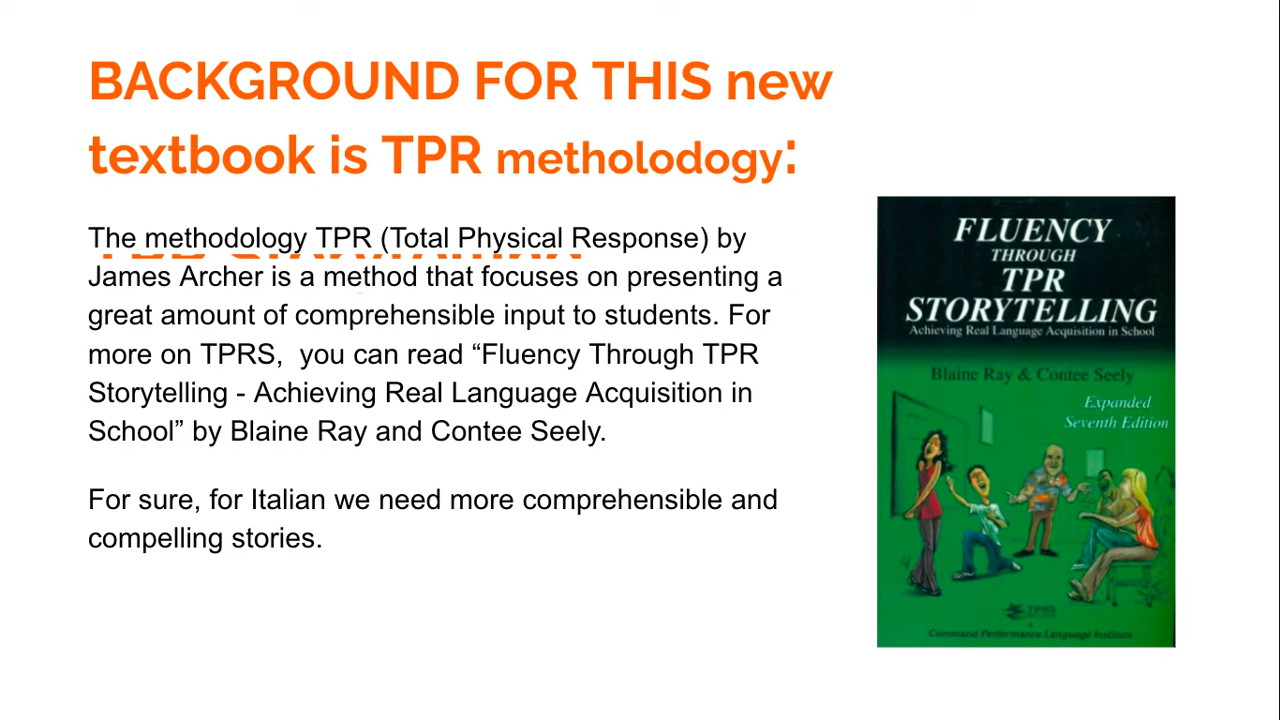 BACKGROUND FOR THIS new
textbook is TPR metholodogy:
The methodology TPR (Total Physical Response) by
James Archer is a method that focuses on presenting a
great amount of comprehensible input to students. For
more on TPRS, you can read “Fluency Through TPR
Storytelling - Achieving Real Language Acquisition in
School” by Blaine Ray and Contee Seely.
For sure, for Italian we need more comprehensible and
compelling stories.
FLUENCY
THROUGH
TPR
STORYTELLING
Achieving Real Language Acquisition in School
Blaine Ray & Contee Seely
Expanded
Seventh Edition
TPRS
Command Performance Language Institute